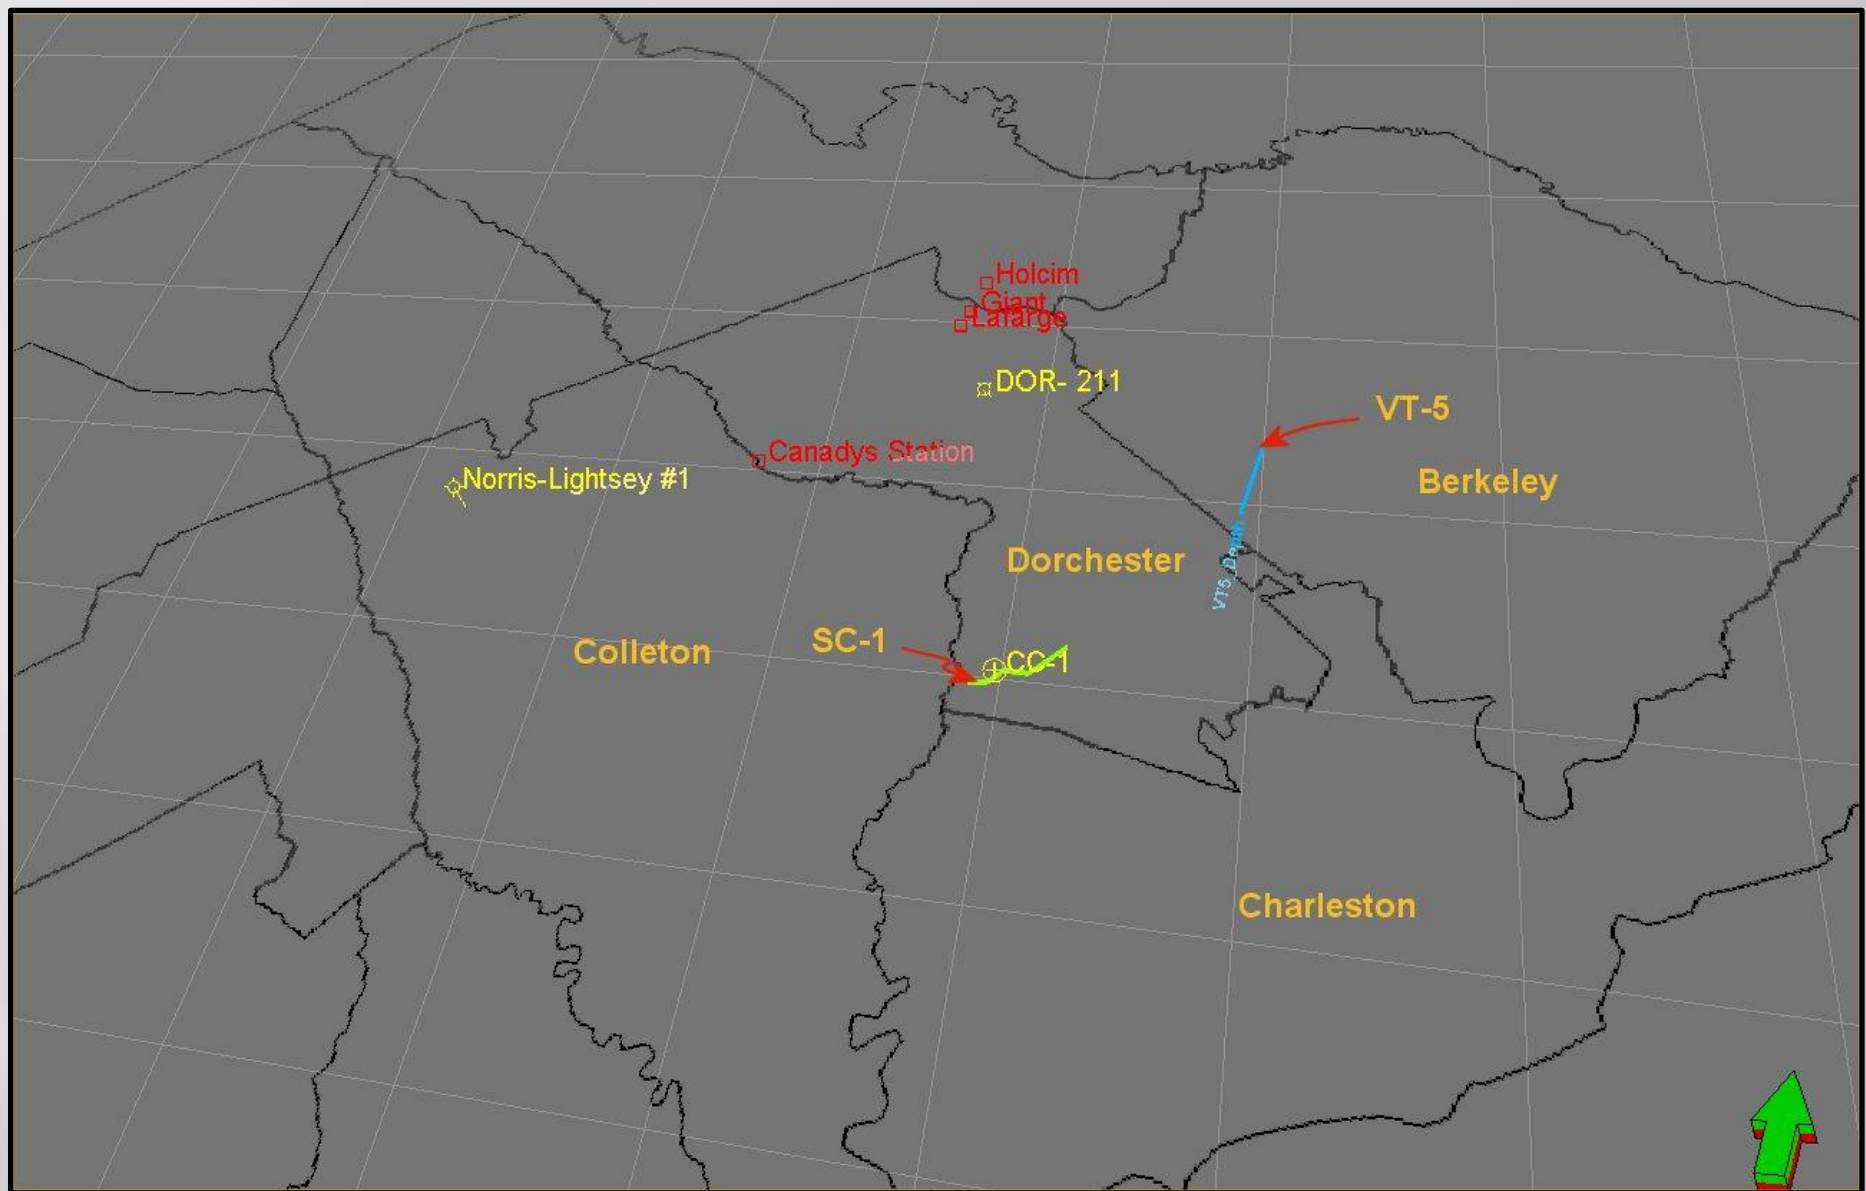 Holcim
Giant
Lafarge
DOR- 211
VT-5
Canadys Station
Norris-Lightsey #1
Berkeley
VT5_Depth
Dorchester
SC-1
Colleton
CC-1
Charleston